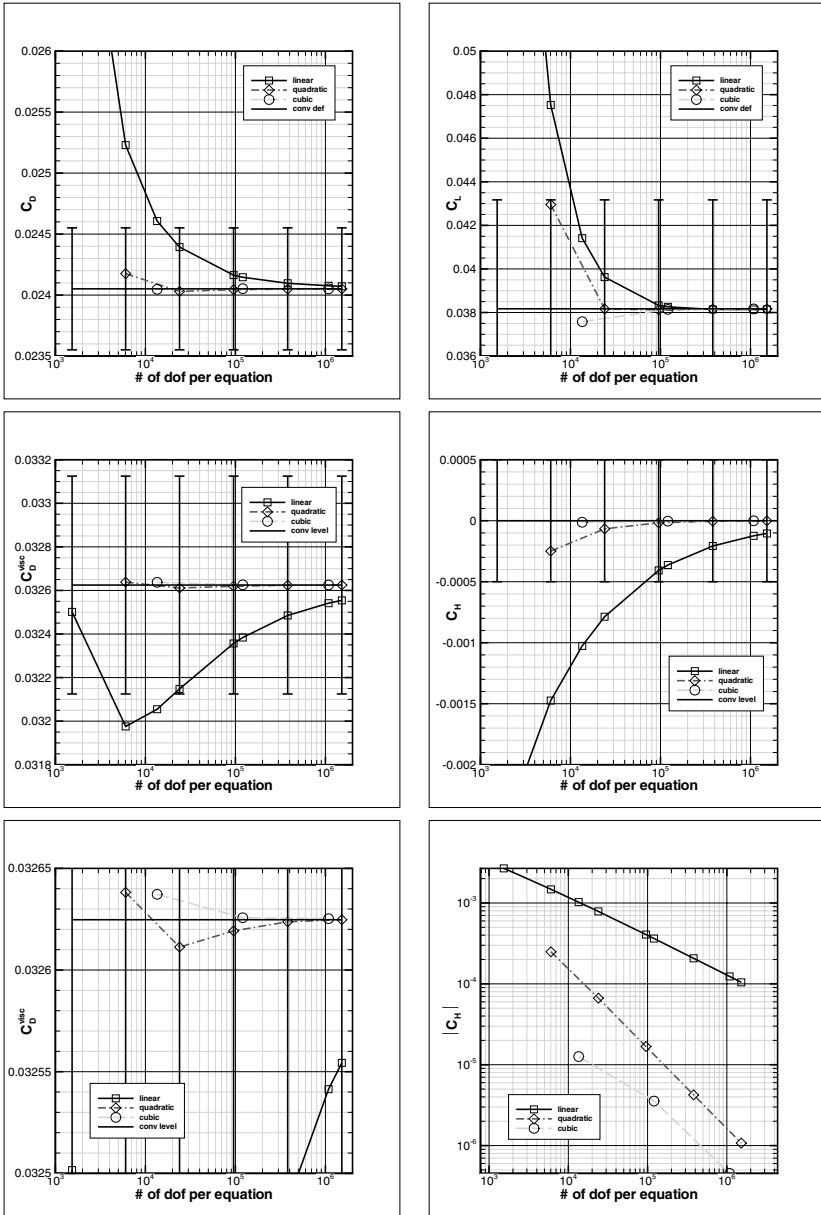 0.026
0.0255
0.025
0.0245
0.024
0.0235
C_D
linear
quadratic
cubic
conv def
10^3 10^4 10^5 10^6
# of dof per equation
0.05
0.048
0.046
0.044
0.042
0.04
0.038
0.036
C_L
linear
quadratic
cubic
conv def
10^3 10^4 10^5 10^6
# of dof per equation
0.0332
0.033
0.0328
0.0326
0.0324
0.0322
0.032
0.0318
C_D^visc
linear
quadratic
cubic
conv level
10^3 10^4 10^5 10^6
# of dof per equation
0.0005
0
-0.0005
-0.001
-0.0015
-0.002
C_H
linear
quadratic
cubic
conv level
10^3 10^4 10^5 10^6
# of dof per equation
0.03265
0.0326
0.03255
0.0325
C_D^visc
linear
quadratic
cubic
conv level
10^3 10^4 10^5 10^6
# of dof per equation
10^-3
10^-4
10^-5
10^-6
|C_H|
linear
quadratic
cubic
10^3 10^4 10^5 10^6
# of dof per equation